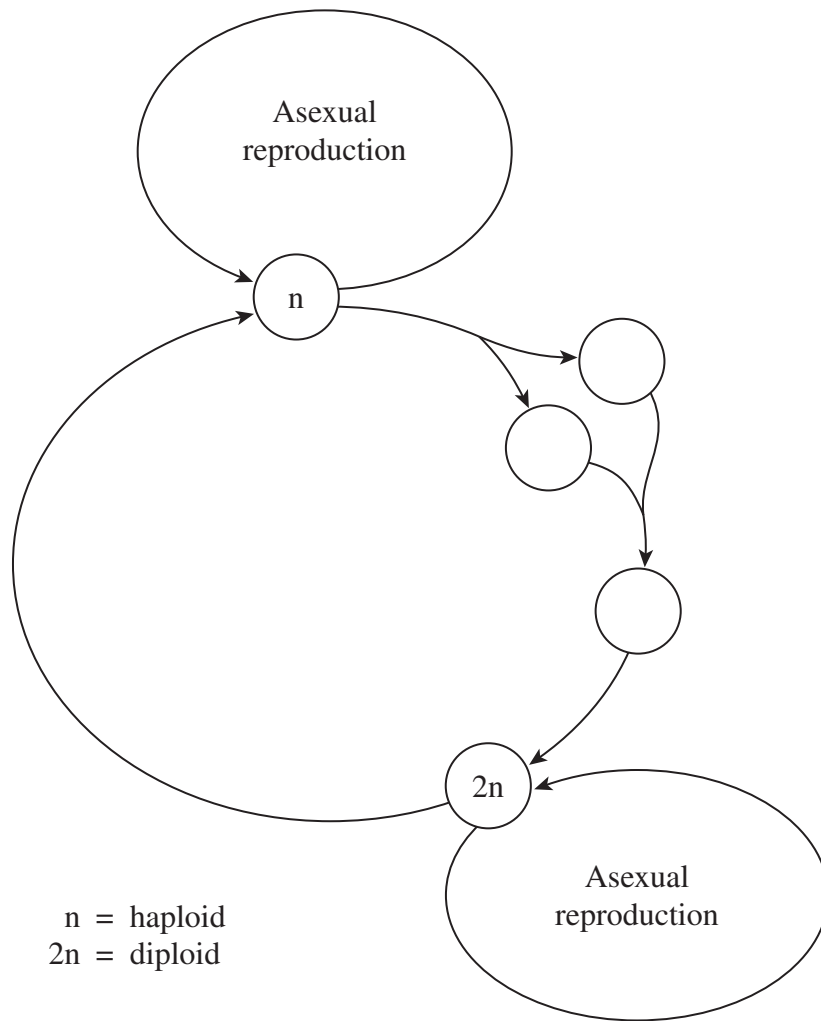 Asexual
reproduction
n
2n
Asexual
reproduction
n = haploid
2n = diploid